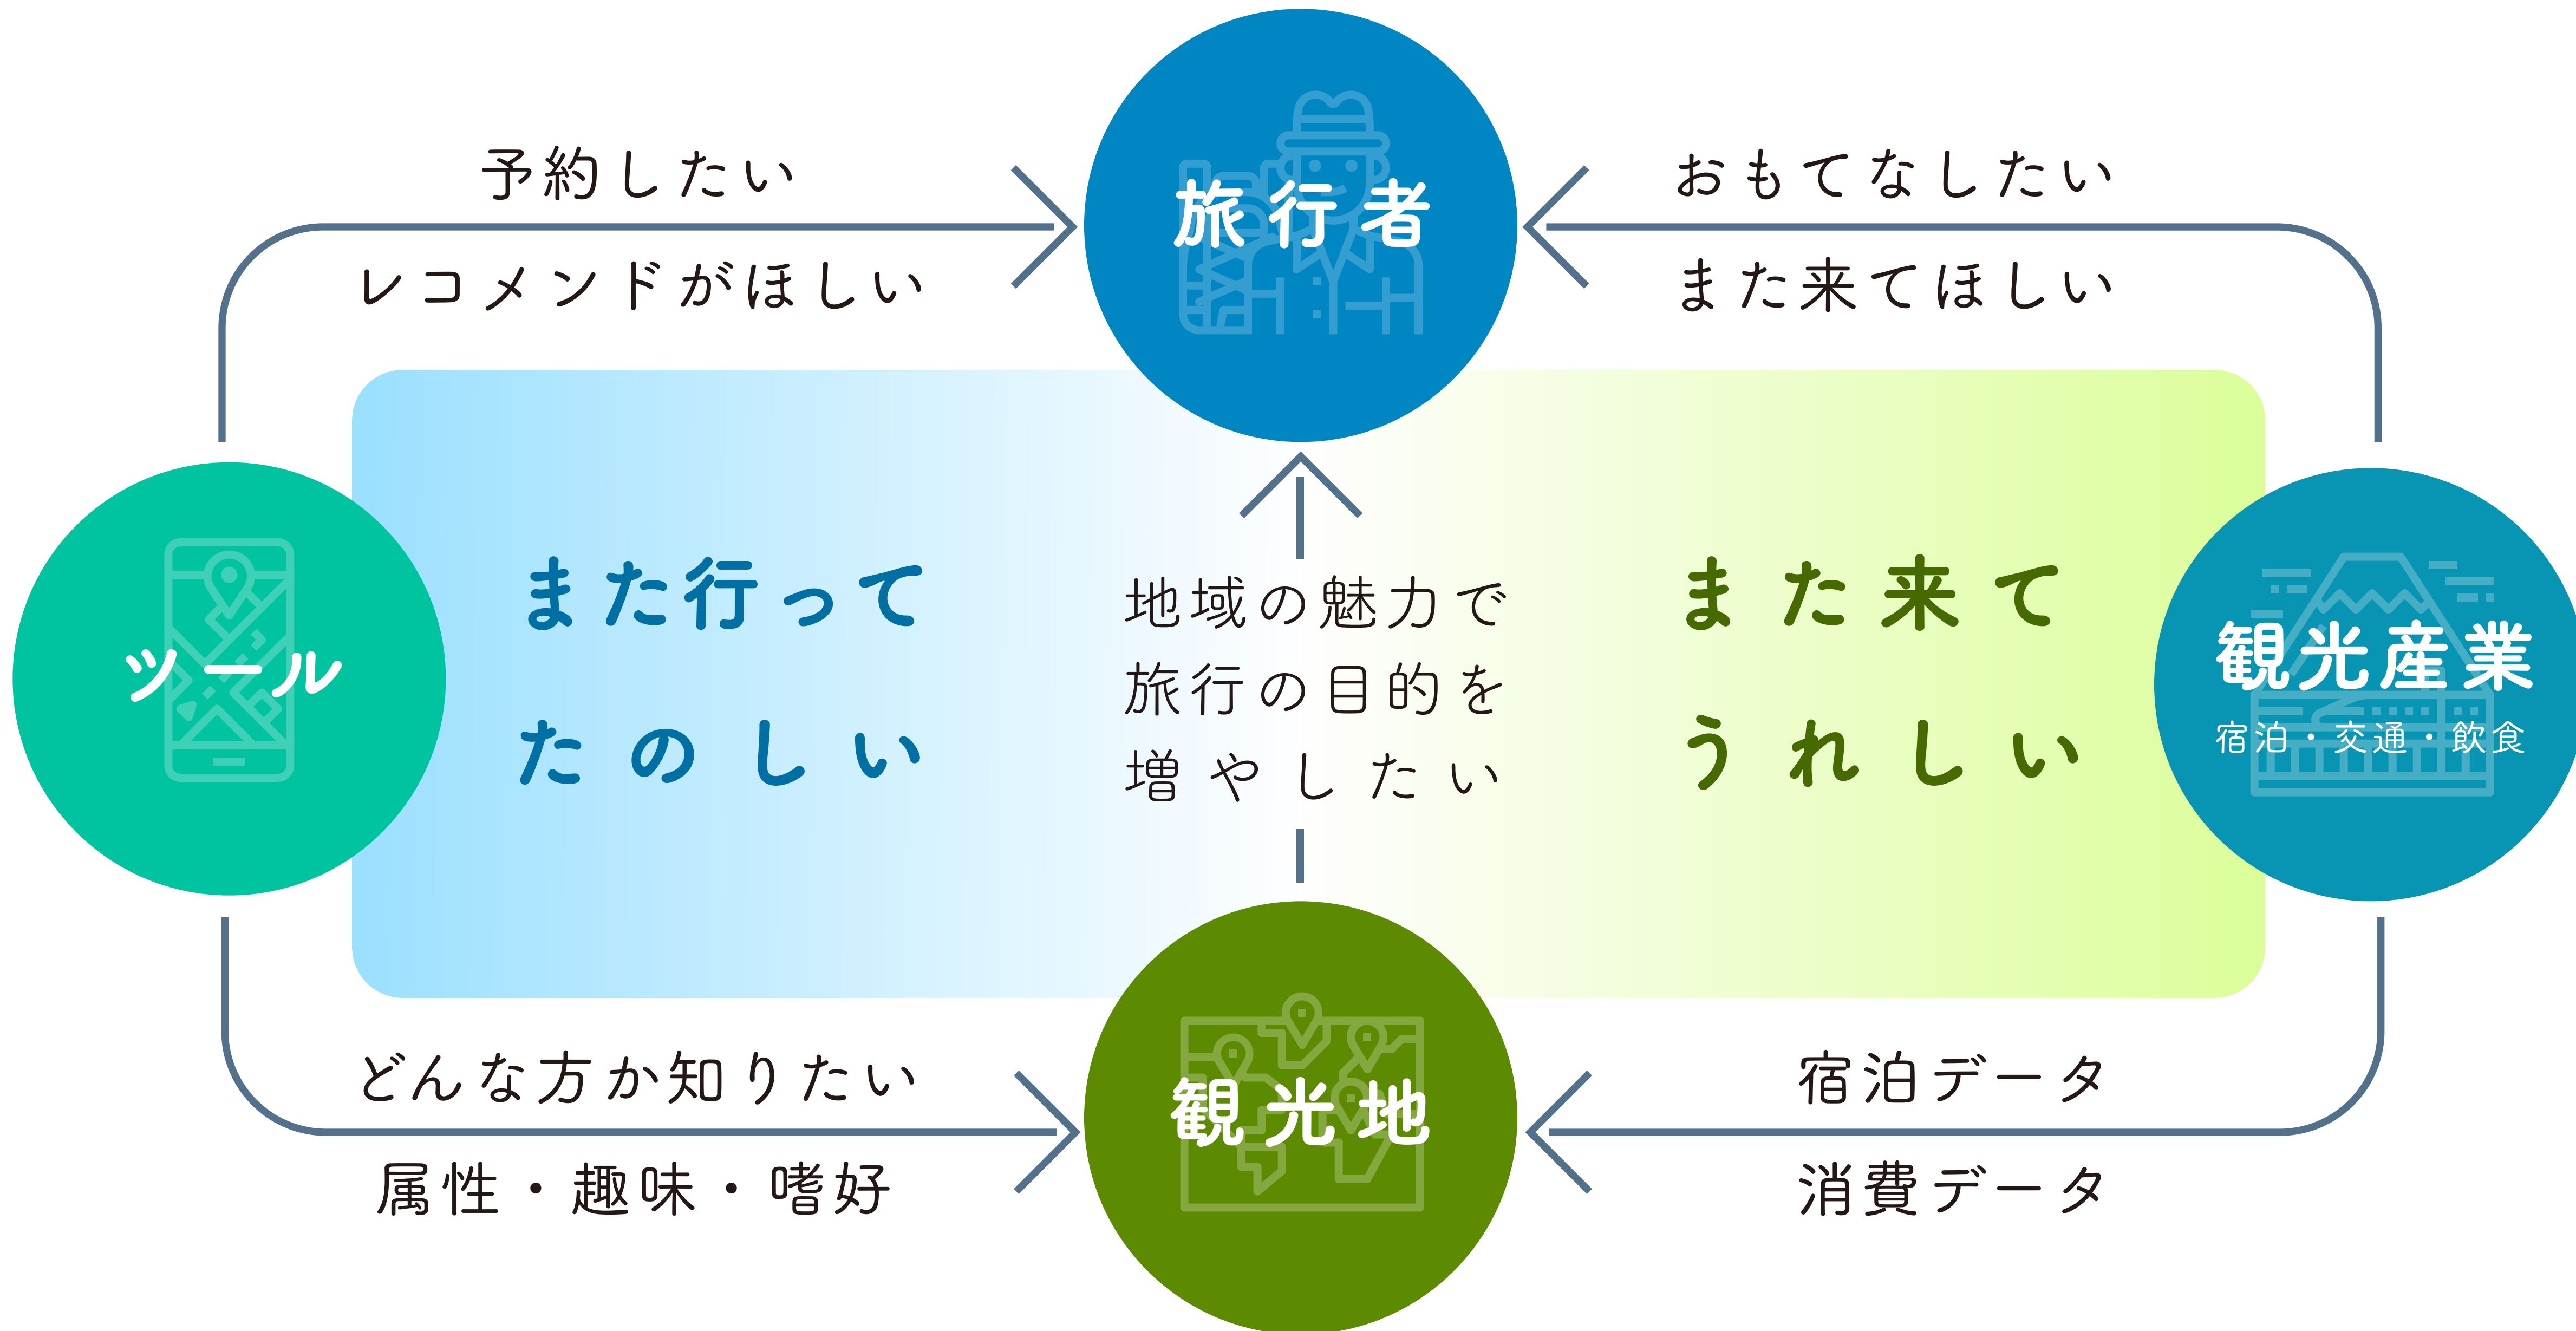 予約したい
レコメンドがほしい
旅行者
おもてなしたい
また来てほしい
ツール
また行って
たのしい
地域の魅力で
旅行の目的を
増やしたい
また来て
うれしい
観光産業
宿泊・交通・飲食
どんな方か知りたい
属性・趣味・嗜好
観光地
宿泊データ
消費データ